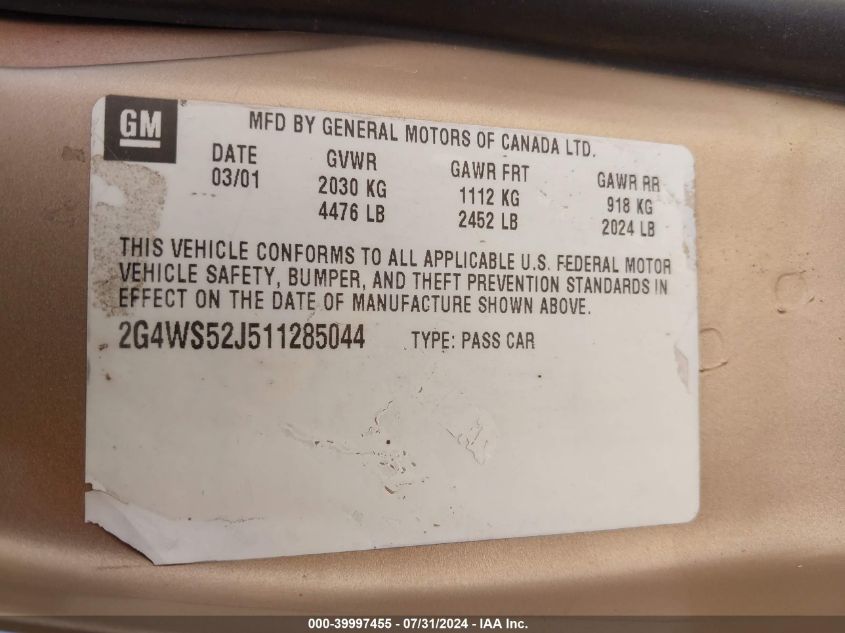 GM
MFD BY GENERAL MOTORS OF CANADA LTD.
DATE GVWR GAWR FRT GAWR RR
03/01 2030 KG 1112 KG 918 KG
4476 LB 2452 LB 2024 LB
THIS VEHICLE CONFORMS TO ALL APPLICABLE U.S. FEDERAL MOTOR
VEHICLE SAFETY, BUMPER, AND THEFT PREVENTION STANDARDS IN
EFFECT ON THE DATE OF MANUFACTURE SHOWN ABOVE.
2G4WS52J511285044 TYPE: PASS CAR
000-39997455 - 07/31/2024 - IAA Inc.